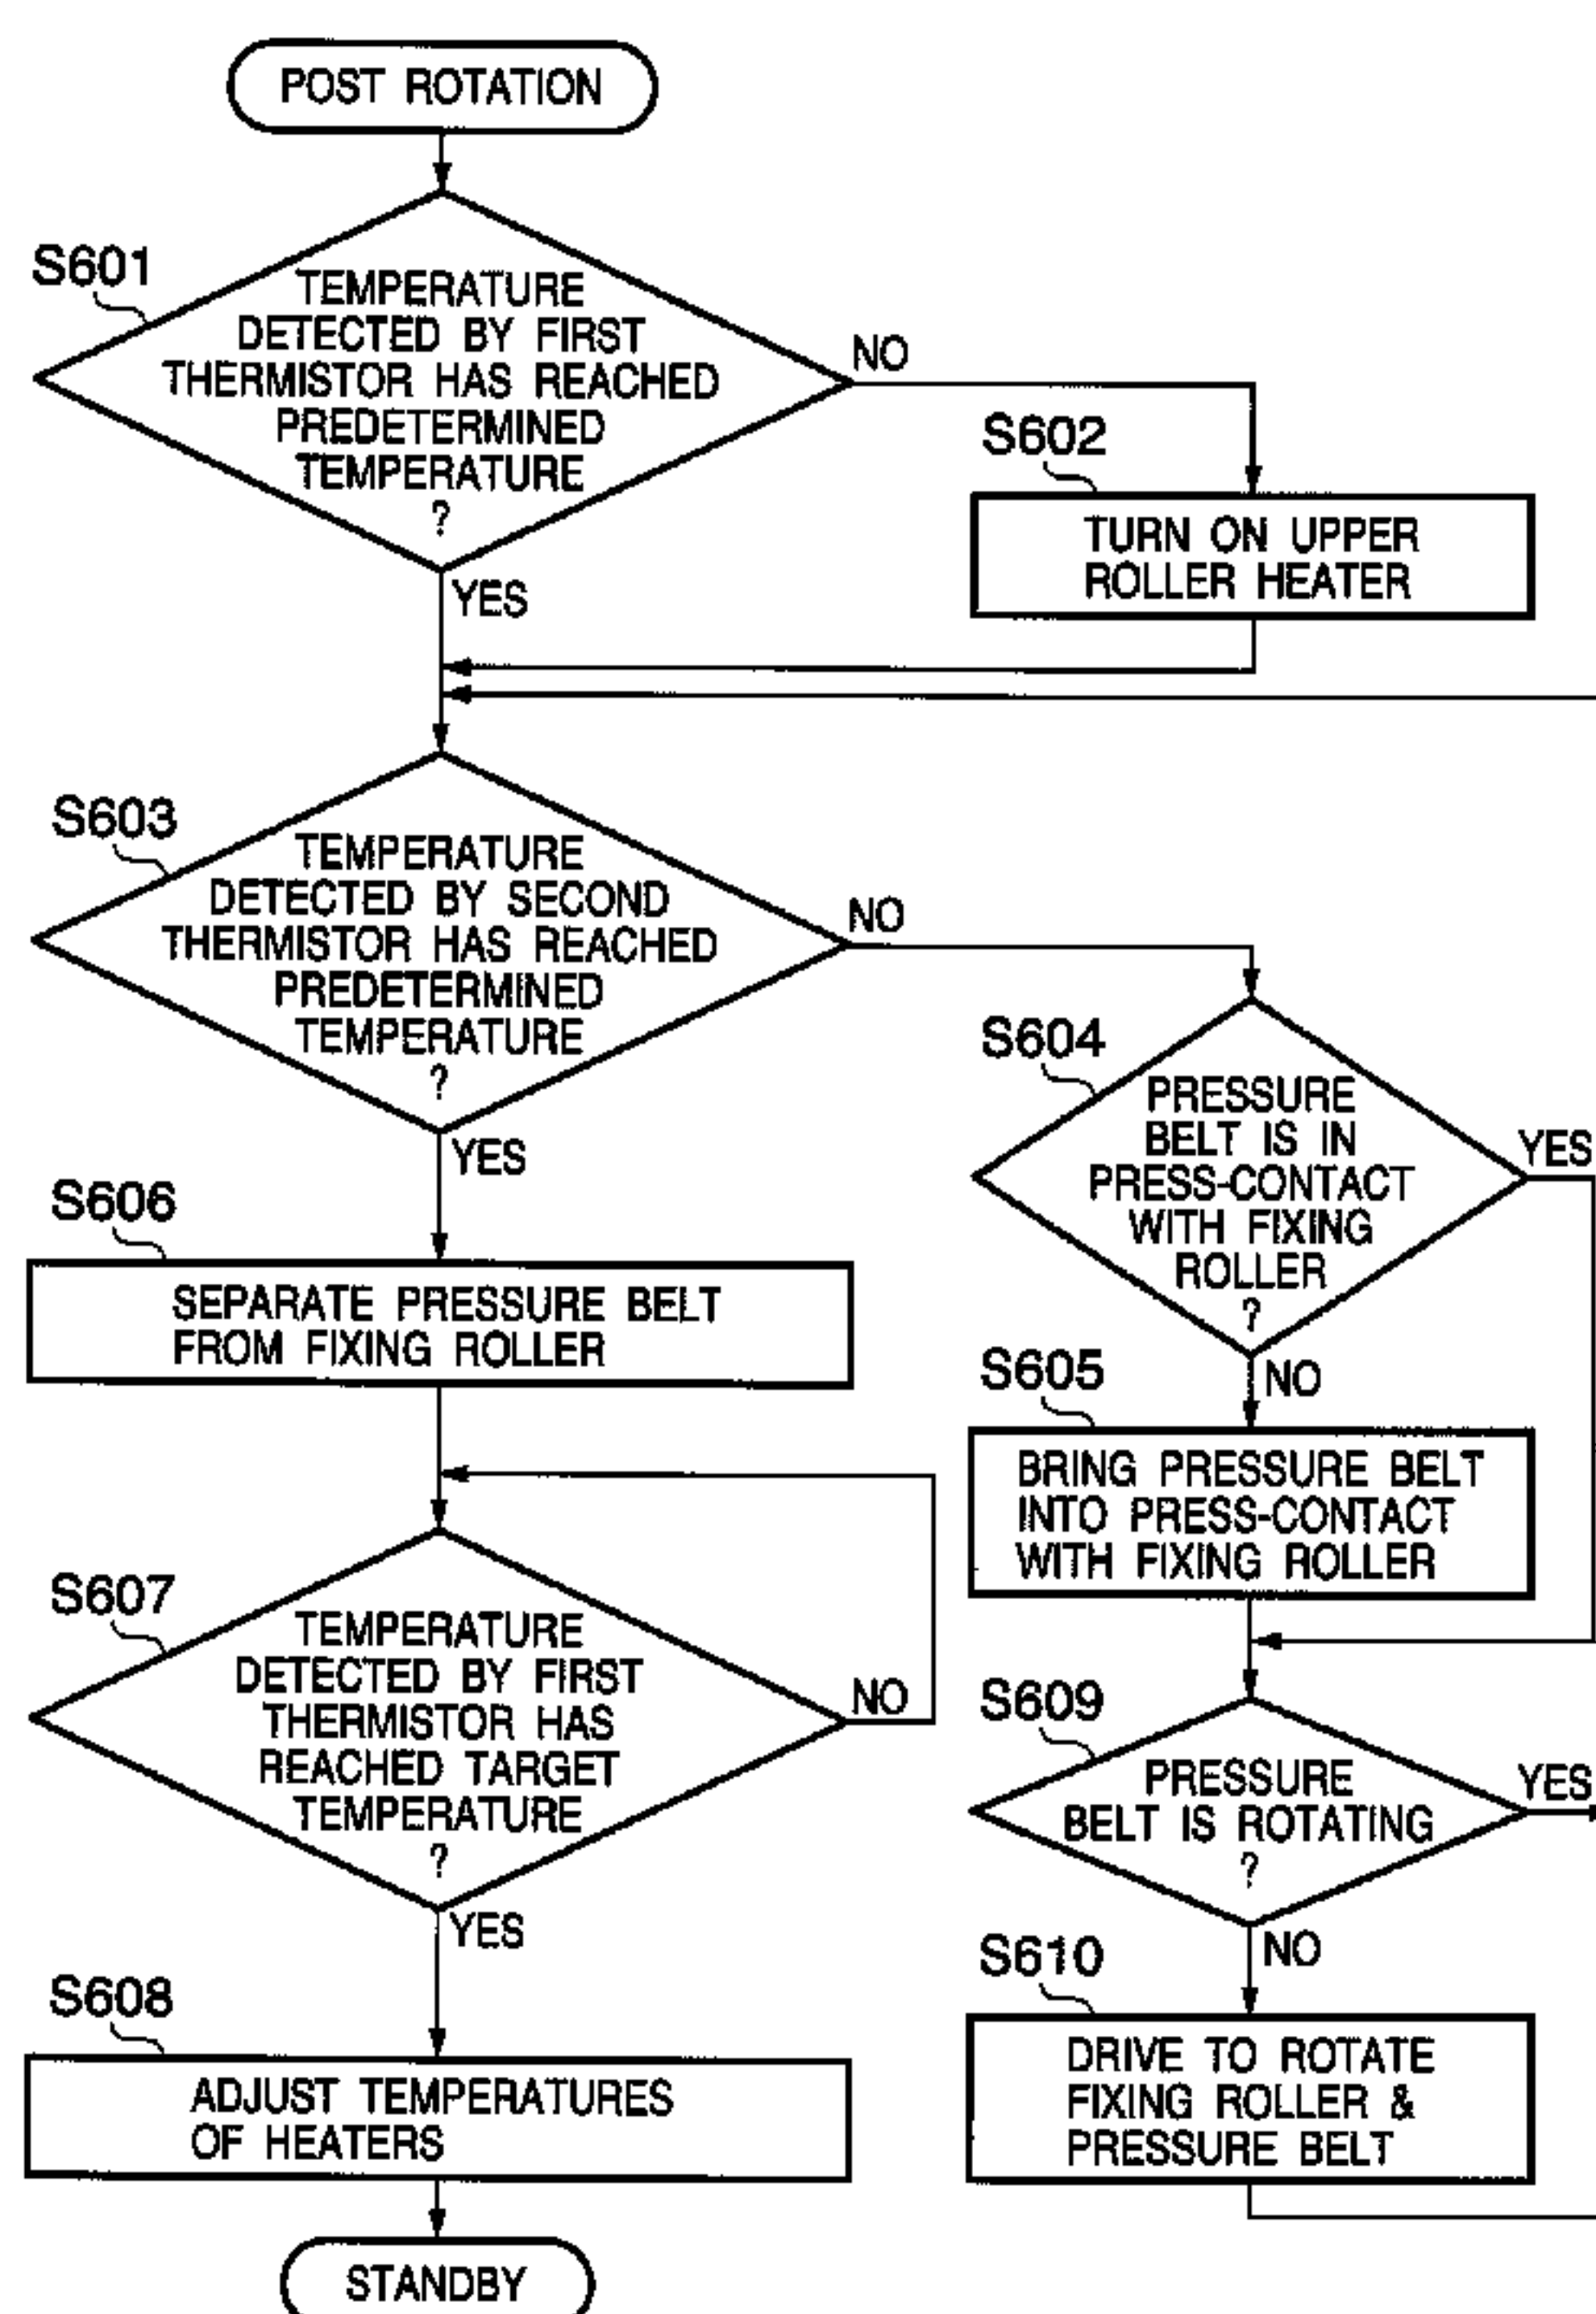 POST ROTATION
S601
TEMPERATURE
DETECTED BY FIRST
THERMISTOR HAS REACHED
PREDETERMINED
TEMPERATURE
?
NO
YES
S602
TURN ON UPPER
ROLLER HEATER
S603
TEMPERATURE
DETECTED BY SECOND
THERMISTOR HAS REACHED
PREDETERMINED
TEMPERATURE
?
NO
YES
S604
PRESSURE
BELT IS IN
PRESS-CONTACT
WITH FIXING
ROLLER
?
YES
NO
S606
SEPARATE PRESSURE BELT
FROM FIXING ROLLER
S605
BRING PRESSURE BELT
INTO PRESS-CONTACT
WITH FIXING ROLLER
S607
TEMPERATURE
DETECTED BY FIRST
THERMISTOR HAS
REACHED TARGET
TEMPERATURE
?
NO
YES
S609
PRESSURE
BELT IS ROTATING
?
YES
NO
S608
ADJUST TEMPERATURES
OF HEATERS
S610
DRIVE TO ROTATE
FIXING ROLLER &
PRESSURE BELT
STANDBY